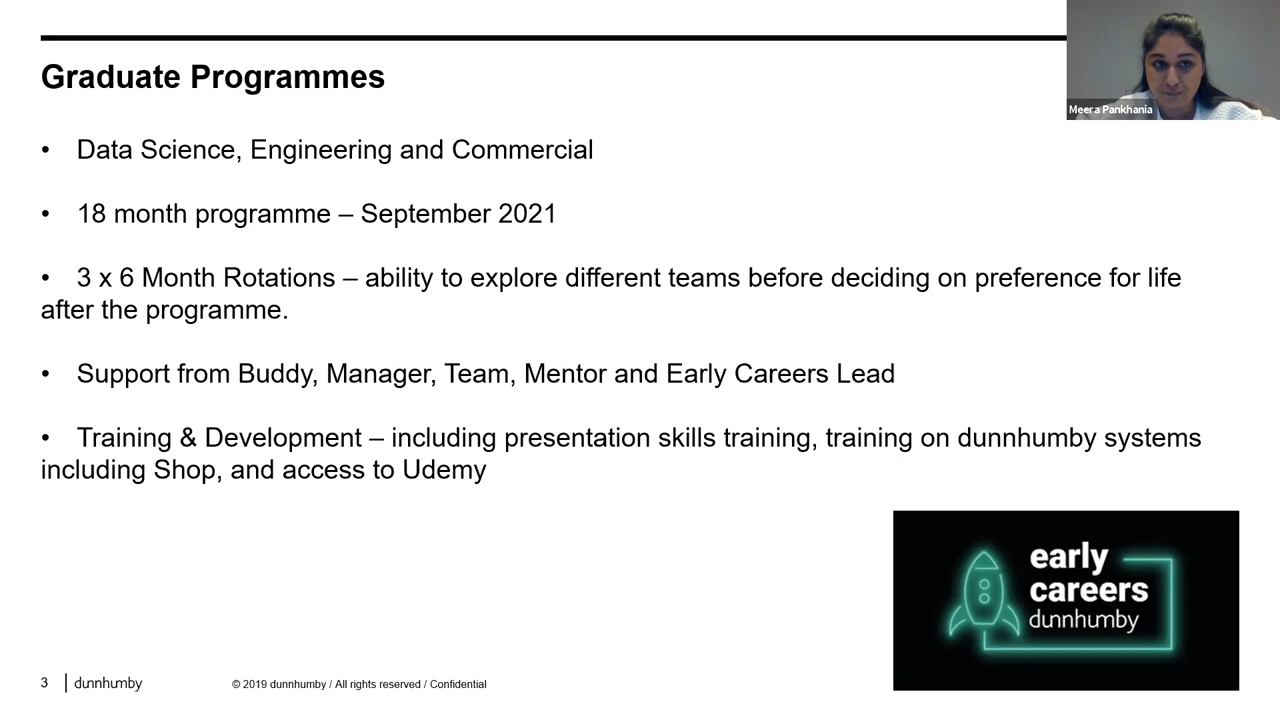 Graduate Programmes
Meera Pankhania
• Data Science, Engineering and Commercial
• 18 month programme – September 2021
• 3 x 6 Month Rotations – ability to explore different teams before deciding on preference for life
after the programme.
• Support from Buddy, Manager, Team, Mentor and Early Careers Lead
• Training & Development – including presentation skills training, training on dunnhumby systems
including Shop, and access to Udemy
early
careers
dunnhumby
3 | dunnhumby © 2019 dunnhumby / All rights reserved / Confidential